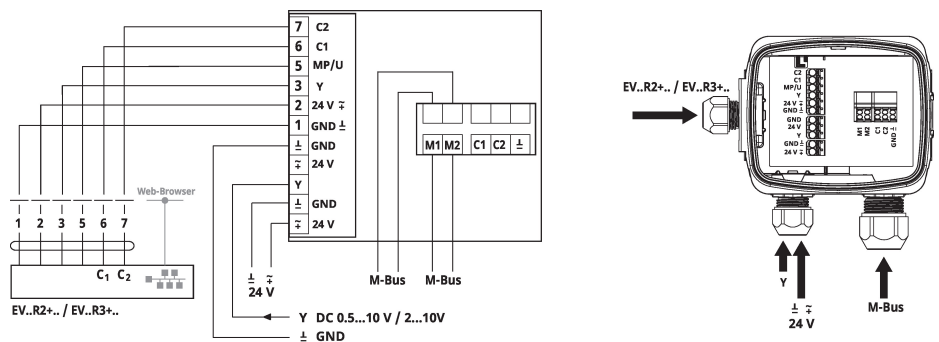 7 C2
6 C1
5 MP/U
3 Y
2 24 V ⩦
1 GND ⏚
⏚ GND
⩦ 24 V
Y
⏚ GND
⩦ 24 V
M1 M2 C1 C2 ⏚
Web-Browser
1 2 3 5 6 7
C1 C2
EV..R2+.. / EV..R3+..
⏚ ⩦
24 V
M-Bus M-Bus
Y DC 0.5...10 V / 2...10V
⏚ GND
EV..R2+.. / EV..R3+..
C2
C1
MP/U
Y
24 V ⩦
GND ⏚
GND
24 V
Y
GND ⏚
24 V ⩦
M1 M2 C1 C2 GND ⏚
Y
⏚ ⩦
24 V
M-Bus